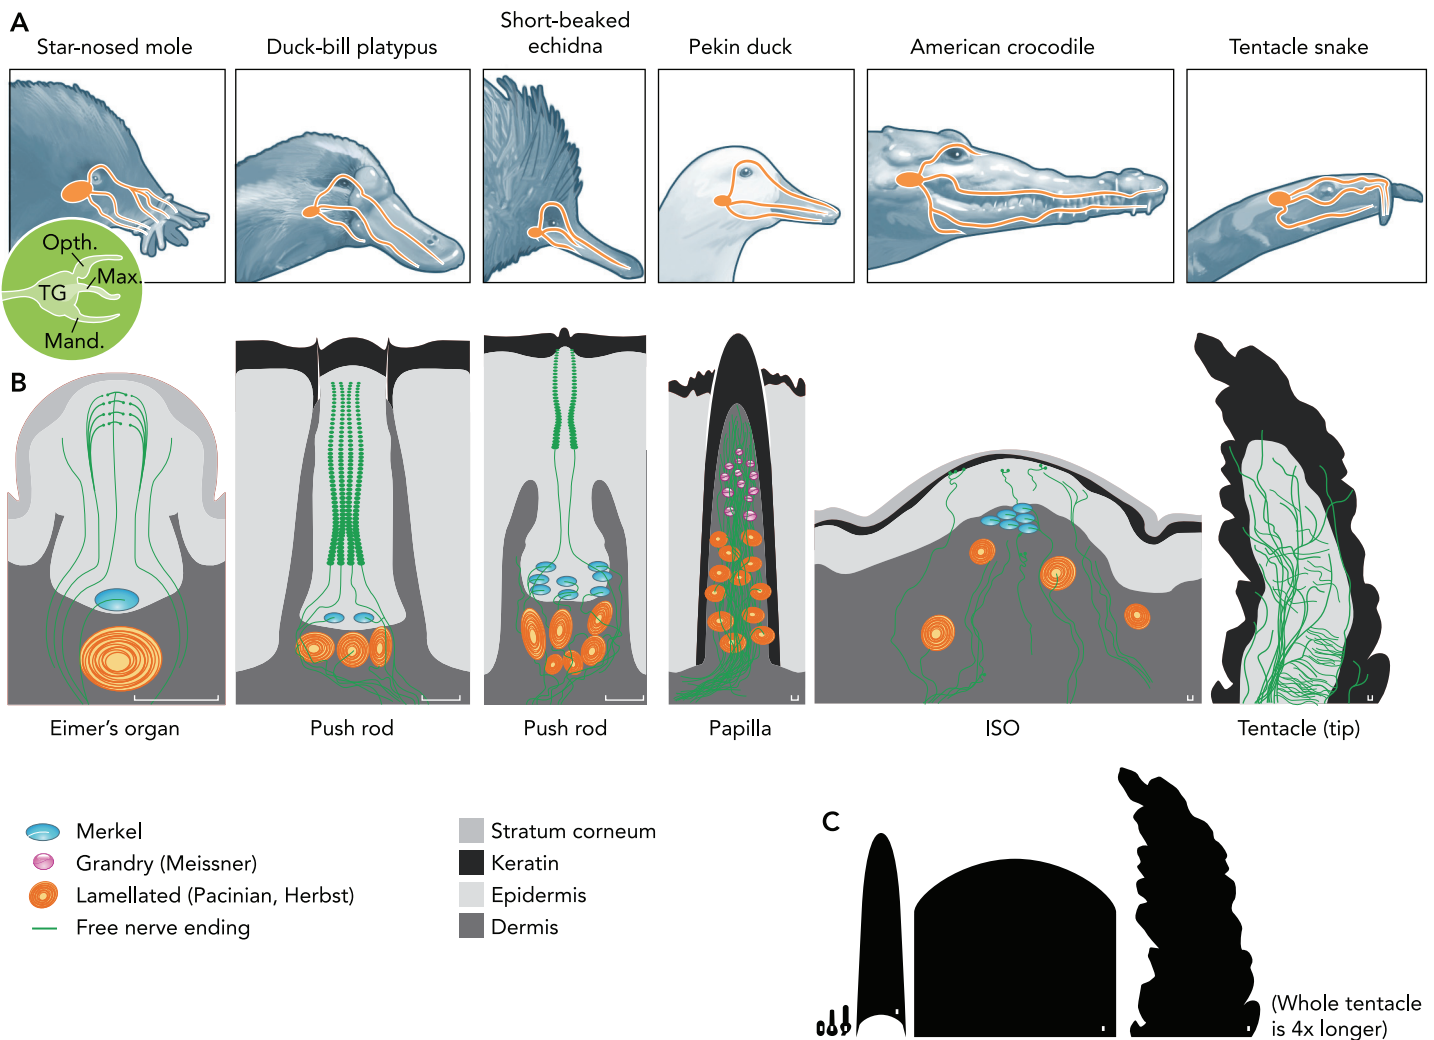 A
Star-nosed mole
Duck-bill platypus
Short-beaked
echidna
Pekin duck
American crocodile
Tentacle snake
Opth.
Max.
TG
Mand.
B
Eimer's organ
Push rod
Push rod
Papilla
ISO
Tentacle (tip)
Merkel
Grandry (Meissner)
Lamellated (Pacinian, Herbst)
Free nerve ending
Stratum corneum
Keratin
Epidermis
Dermis
C
(Whole tentacle
is 4x longer)